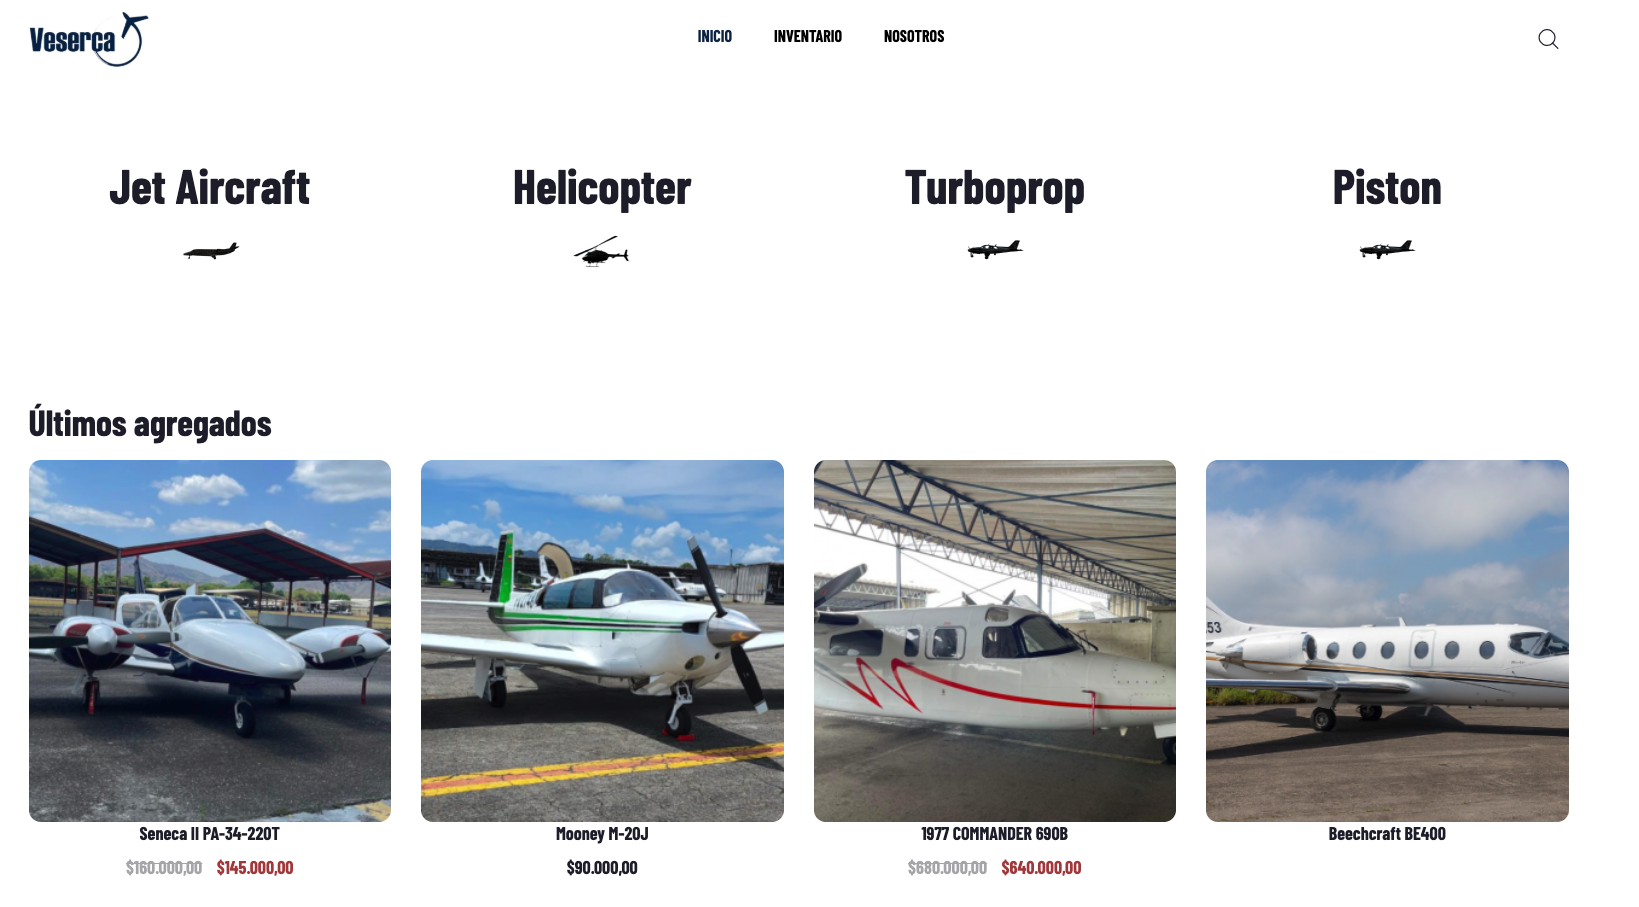 Veserca
INICIO
INVENTARIO
NOSOTROS
Jet Aircraft
Helicopter
Turboprop
Piston
Últimos agregados
53
Seneca II PA-34-220T
$160.000,00 $145.000,00
Mooney M-20J
$90.000,00
1977 COMMANDER 690B
$680.000,00 $640.000,00
Beechcraft BE400